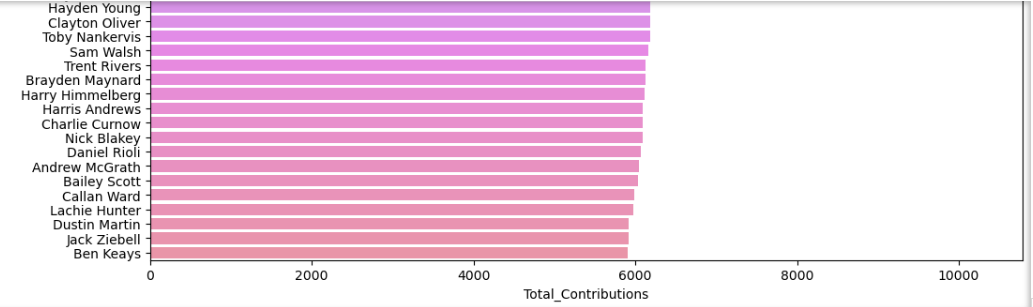 Hayden Young
Clayton Oliver
Toby Nankervis
Sam Walsh
Trent Rivers
Brayden Maynard
Harry Himmelberg
Harris Andrews
Charlie Curnow
Nick Blakey
Daniel Rioli
Andrew McGrath
Bailey Scott
Callan Ward
Lachie Hunter
Dustin Martin
Jack Ziebell
Ben Keays
0 2000 4000 6000 8000 10000
Total_Contributions